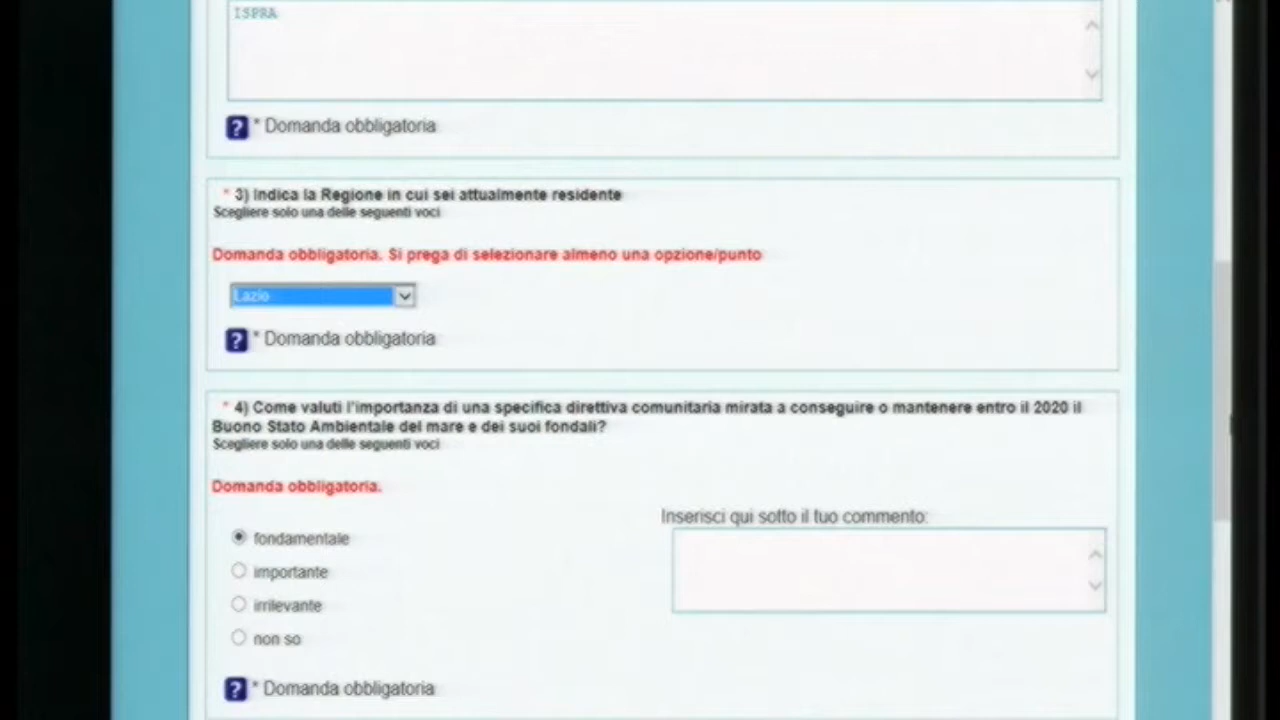 ISPRA
? * Domanda obbligatoria
* 3) Indica la Regione in cui sei attualmente residente
Scegliere solo una delle seguenti voci
Domanda obbligatoria. Si prega di selezionare almeno una opzione/punto
Lazio
? * Domanda obbligatoria
* 4) Come valuti l'importanza di una specifica direttiva comunitaria mirata a conseguire o mantenere entro il 2020 il
Buono Stato Ambientale del mare e dei suoi fondali?
Scegliere solo una delle seguenti voci
Domanda obbligatoria.
Inserisci qui sotto il tuo commento:
fondamentale
importante
irrilevante
non so
? * Domanda obbligatoria